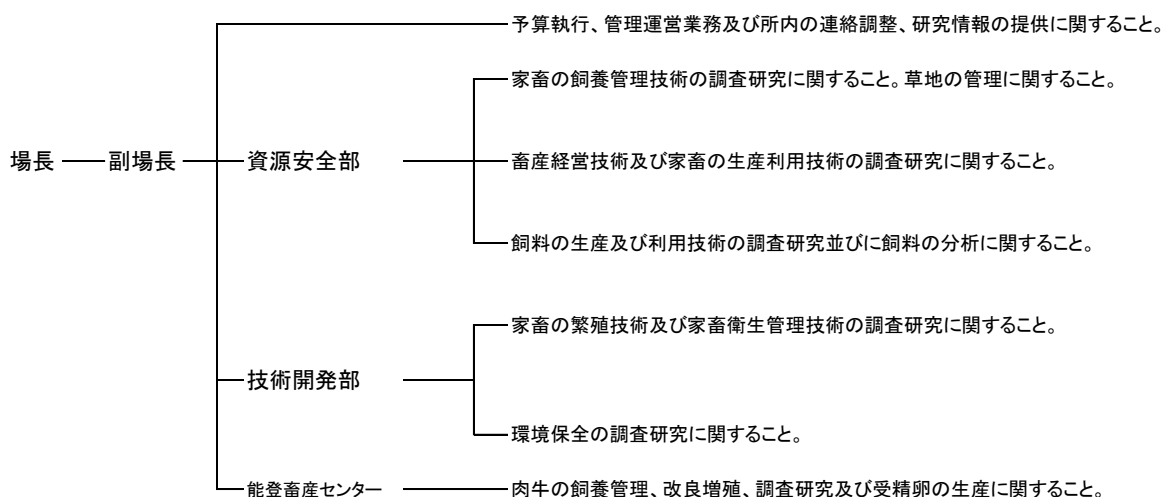 予算執行、管理運営業務及び所内の連絡調整、研究情報の提供に関すること。
家畜の飼養管理技術の調査研究に関すること。草地の管理に関すること。
場長 副場長 資源安全部 畜産経営技術及び家畜の生産利用技術の調査研究に関すること。
飼料の生産及び利用技術の調査研究並びに飼料の分析に関すること。
家畜の繁殖技術及び家畜衛生管理技術の調査研究に関すること。
技術開発部
環境保全の調査研究に関すること。
能登畜産センター 肉牛の飼養管理、改良増殖、調査研究及び受精卵の生産に関すること。